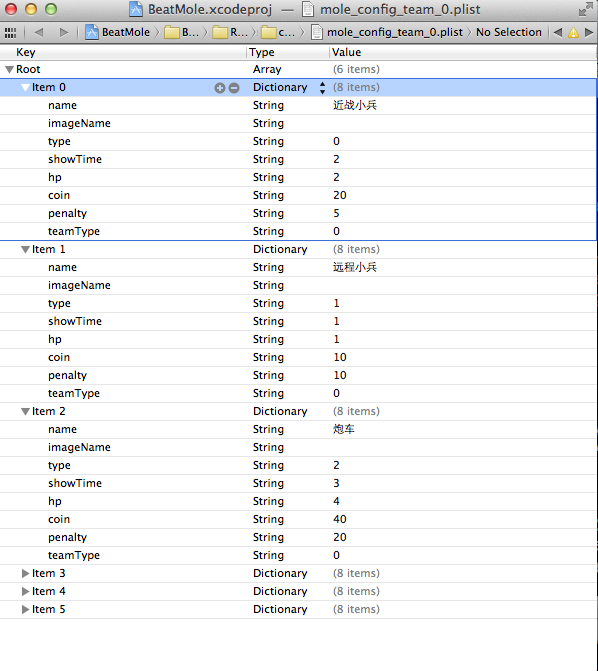 BeatMole.xcodeproj — mole_config_team_0.plist
BeatMole B... R... c... mole_config_team_0.plist No Selection
Key Type Value
Root Array (6 items)
Item 0 Dictionary (8 items)
name String 近战小兵
imageName String
type String 0
showTime String 2
hp String 2
coin String 20
penalty String 5
teamType String 0
Item 1 Dictionary (8 items)
name String 远程小兵
imageName String
type String 1
showTime String 1
hp String 1
coin String 10
penalty String 10
teamType String 0
Item 2 Dictionary (8 items)
name String 炮车
imageName String
type String 2
showTime String 3
hp String 4
coin String 40
penalty String 20
teamType String 0
Item 3 Dictionary (8 items)
Item 4 Dictionary (8 items)
Item 5 Dictionary (8 items)